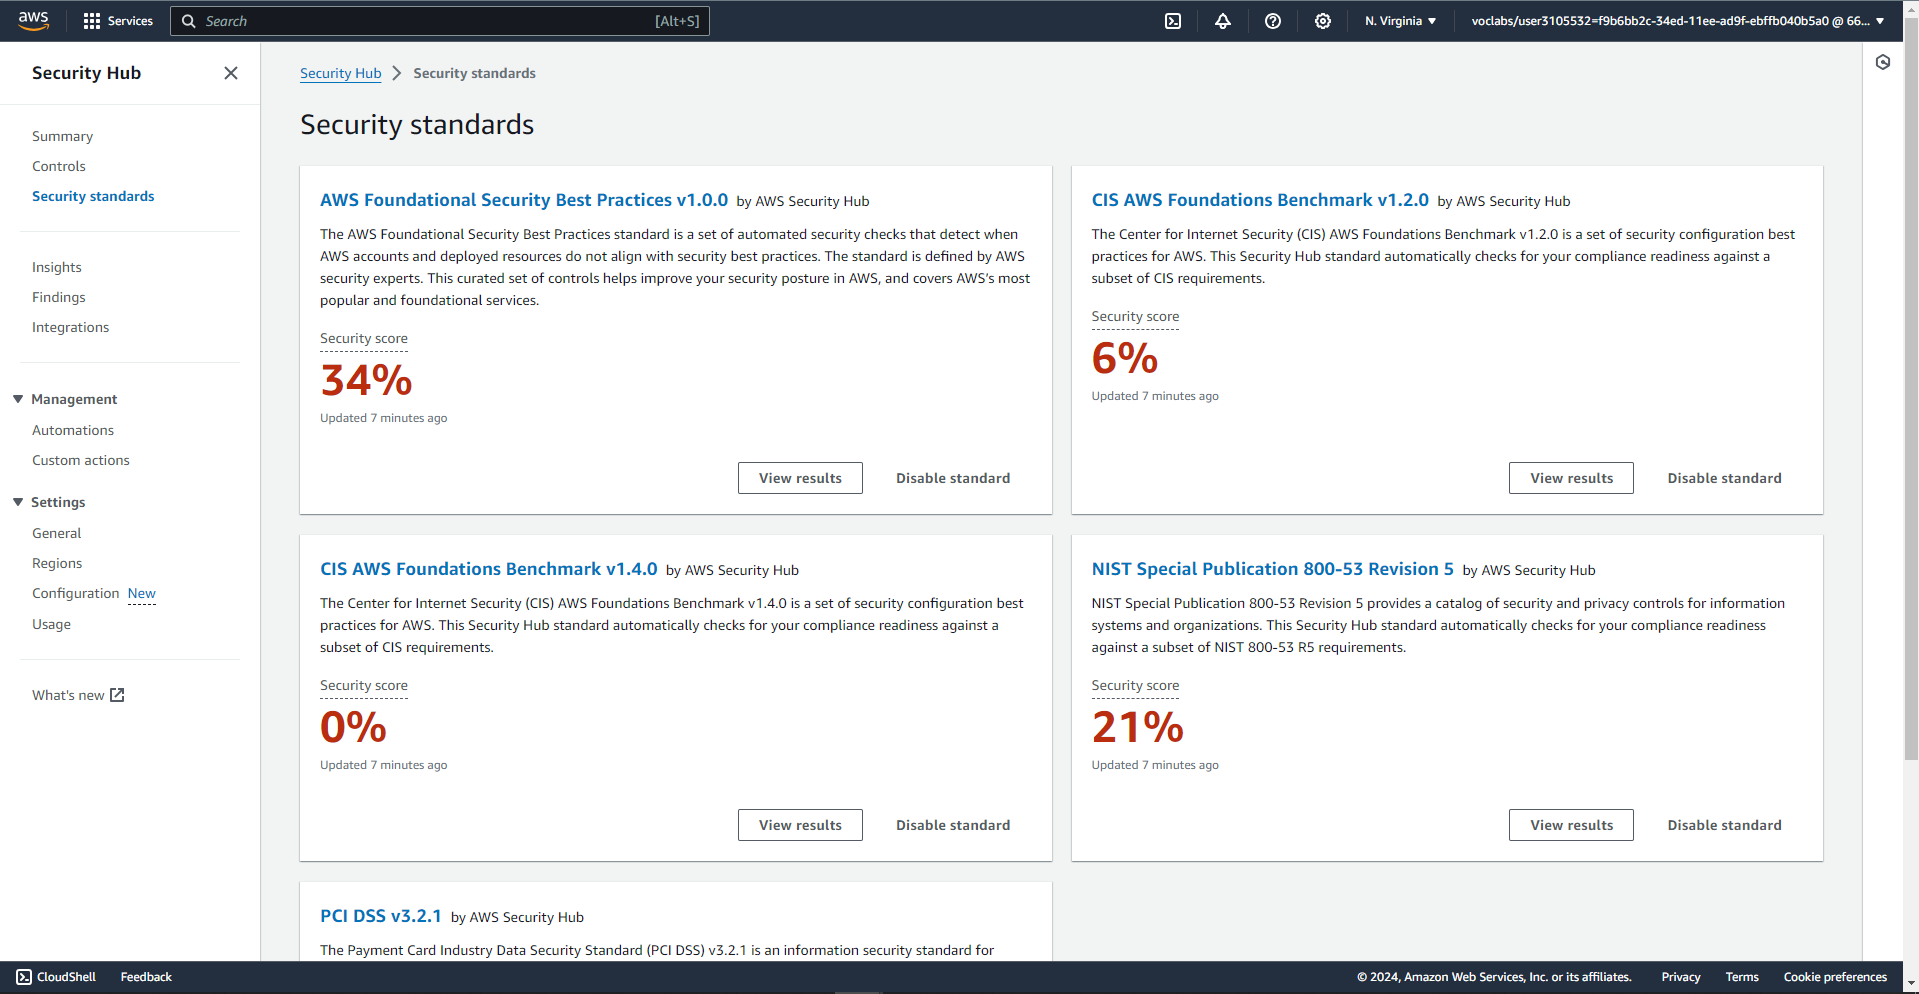 aws
Services
Search [Alt+S]
N. Virginia
voclabs/user3105532=f9b6bb2c-34ed-11ee-ad9f-ebffb040b5a0 @ 66...
Security Hub
Summary
Controls
Security standards
Insights
Findings
Integrations
Management
Automations
Custom actions
Settings
General
Regions
Configuration New
Usage
What's new
Security Hub Security standards
Security standards
AWS Foundational Security Best Practices v1.0.0 by AWS Security Hub
The AWS Foundational Security Best Practices standard is a set of automated security checks that detect when
AWS accounts and deployed resources do not align with security best practices. The standard is defined by AWS
security experts. This curated set of controls helps improve your security posture in AWS, and covers AWS's most
popular and foundational services.
Security score
34%
Updated 7 minutes ago
View results Disable standard
CIS AWS Foundations Benchmark v1.2.0 by AWS Security Hub
The Center for Internet Security (CIS) AWS Foundations Benchmark v1.2.0 is a set of security configuration best
practices for AWS. This Security Hub standard automatically checks for your compliance readiness against a
subset of CIS requirements.
Security score
6%
Updated 7 minutes ago
View results Disable standard
CIS AWS Foundations Benchmark v1.4.0 by AWS Security Hub
The Center for Internet Security (CIS) AWS Foundations Benchmark v1.4.0 is a set of security configuration best
practices for AWS. This Security Hub standard automatically checks for your compliance readiness against a
subset of CIS requirements.
Security score
0%
Updated 7 minutes ago
View results Disable standard
NIST Special Publication 800-53 Revision 5 by AWS Security Hub
NIST Special Publication 800-53 Revision 5 provides a catalog of security and privacy controls for information
systems and organizations. This Security Hub standard automatically checks for your compliance readiness
against a subset of NIST 800-53 R5 requirements.
Security score
21%
Updated 7 minutes ago
View results Disable standard
PCI DSS v3.2.1 by AWS Security Hub
The Payment Card Industry Data Security Standard (PCI DSS) v3.2.1 is an information security standard for
CloudShell Feedback
© 2024, Amazon Web Services, Inc. or its affiliates. Privacy Terms Cookie preferences